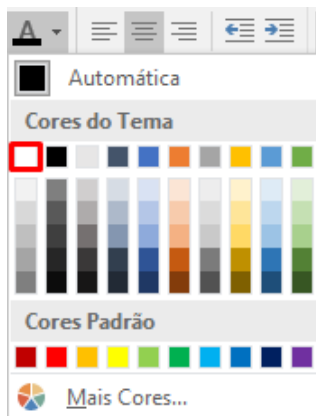 A
Automática
Cores do Tema
Cores Padrão
Mais Cores...